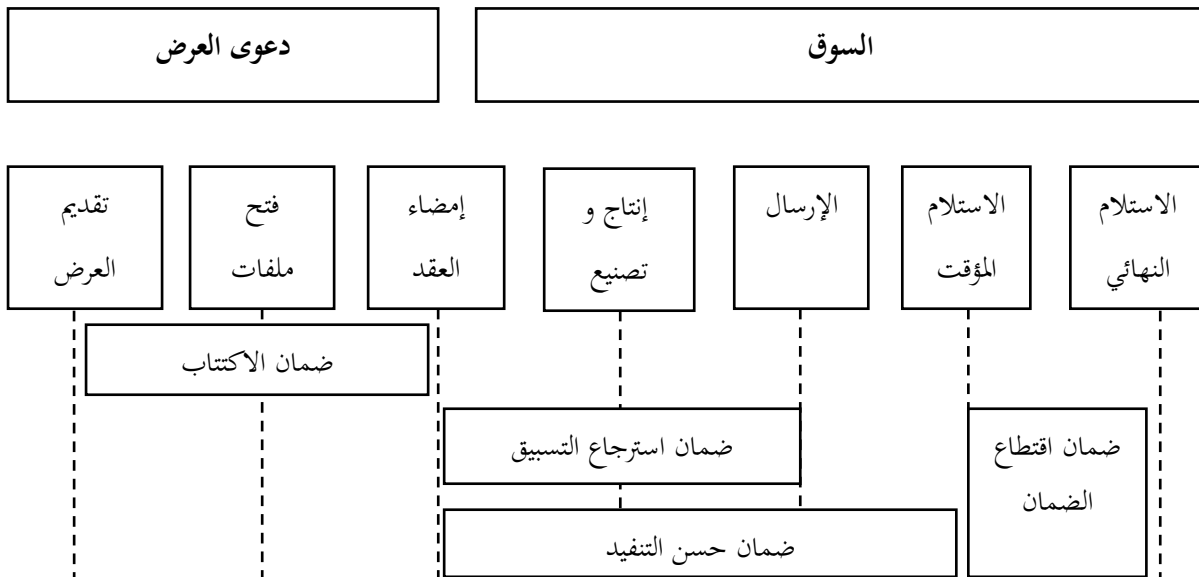 دعوى العرض
السوق
تقديم
العرض
فتح
ملفات
إمضاء
العقد
إنتاج و
تصنيع
الإرسال
الاستلام
المؤقت
الاستلام
النهائي
ضمان الاكتتاب
ضمان استرجاع التسبيق
ضمان اقتطاع
الضمان
ضمان حسن التنفيد